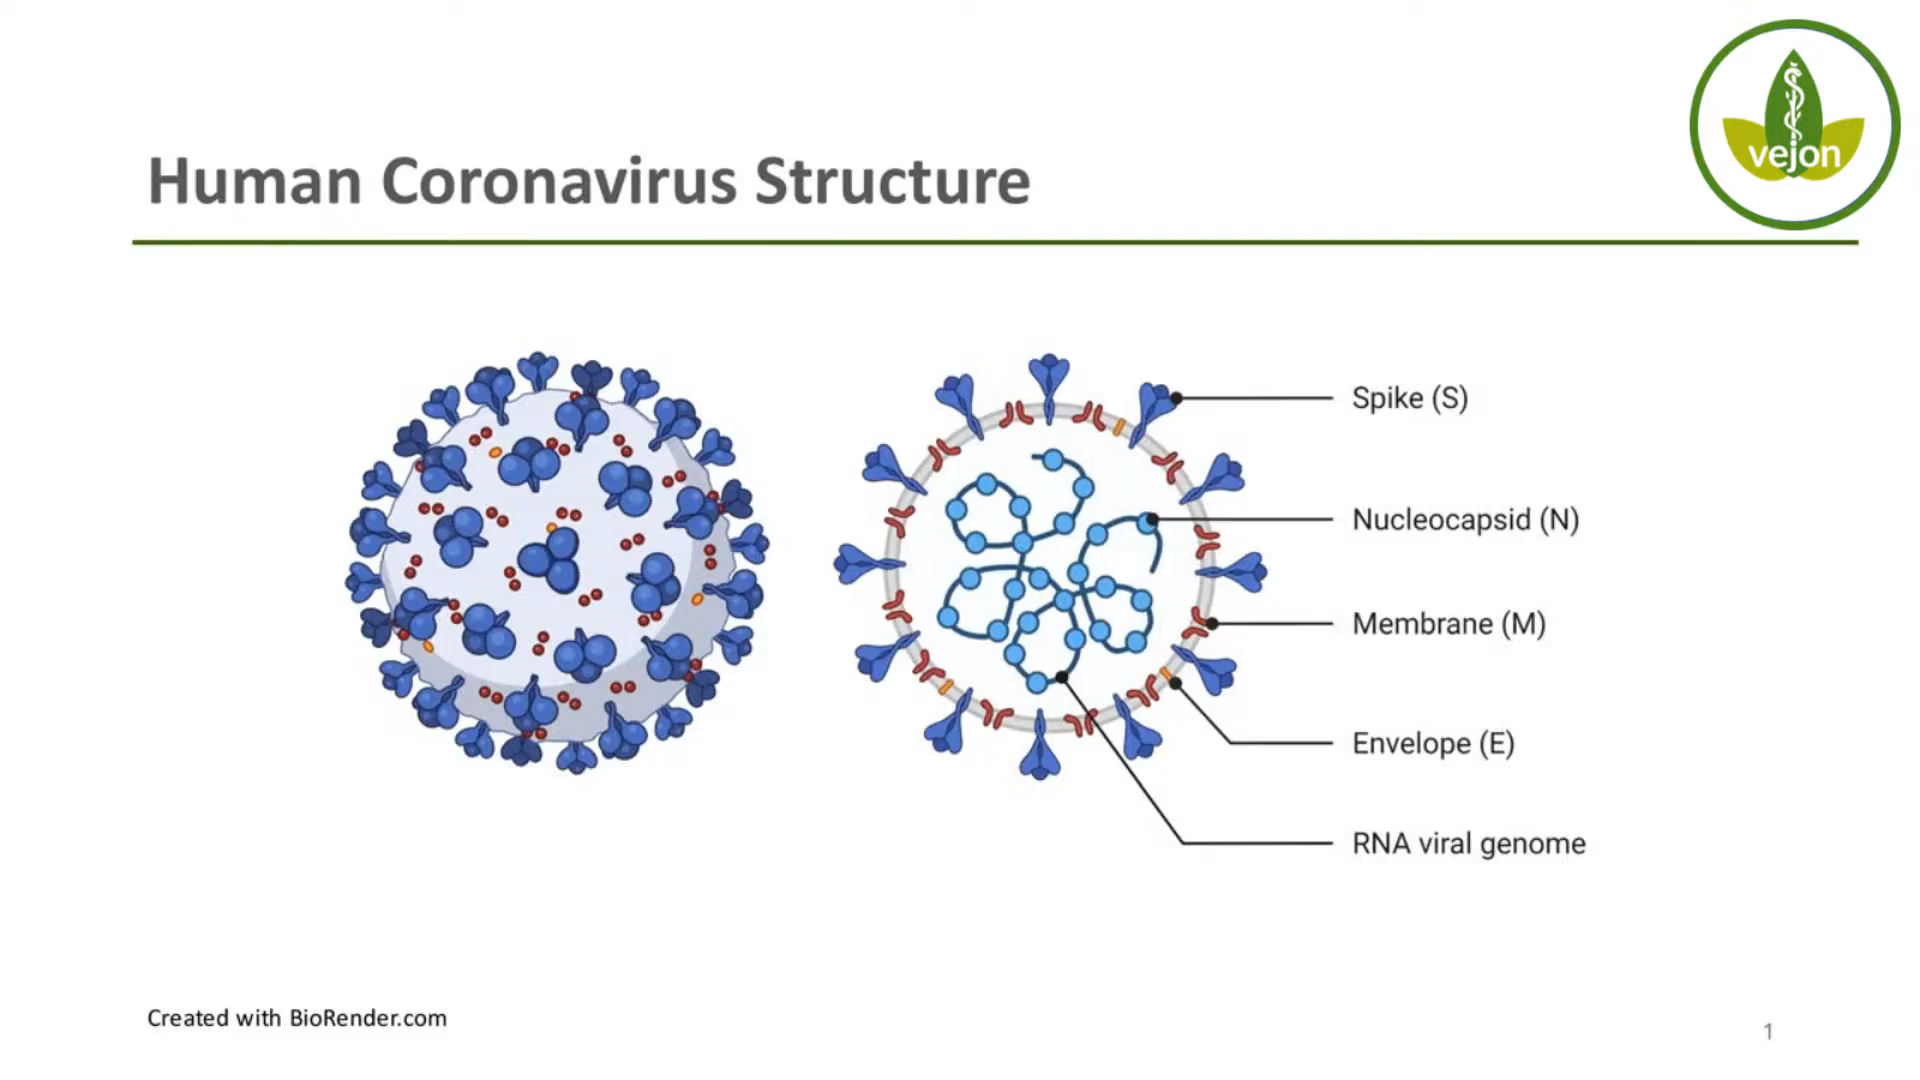 vejon
Human Coronavirus Structure
Spike (S)
Nucleocapsid (N)
Membrane (M)
Envelope (E)
RNA viral genome
Created with BioRender.com
1